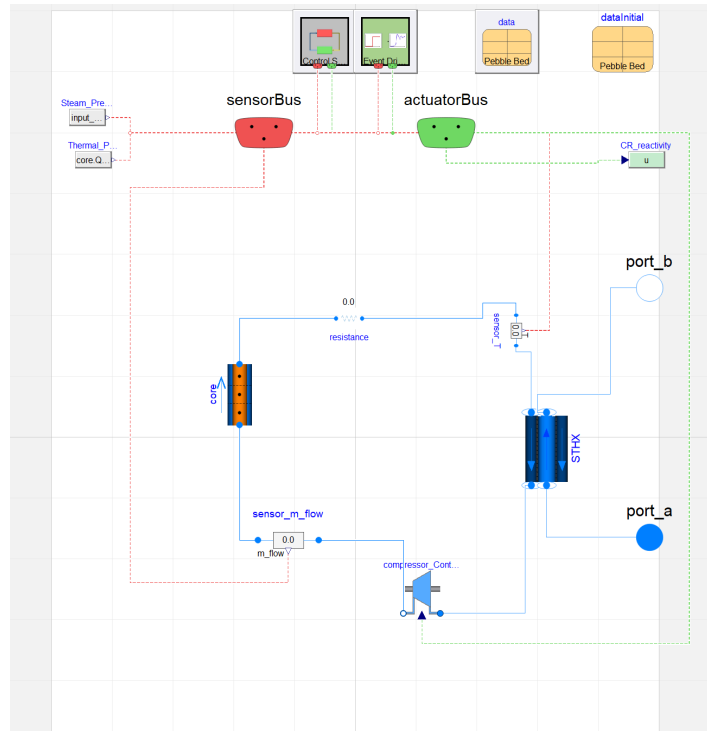 dataInitial
data
Control S...
Event Dri...
Pebble Bed
Pebble Bed
sensorBus
actuatorBus
Steam_Pre...
input_...
Thermal_P...
core.Q...
CR_reactivity
u
port_b
0.0
resistance
sensor_T
0.0
T
core
STHX
sensor_m_flow
0.0
m_flow
port_a
compressor_Cont...